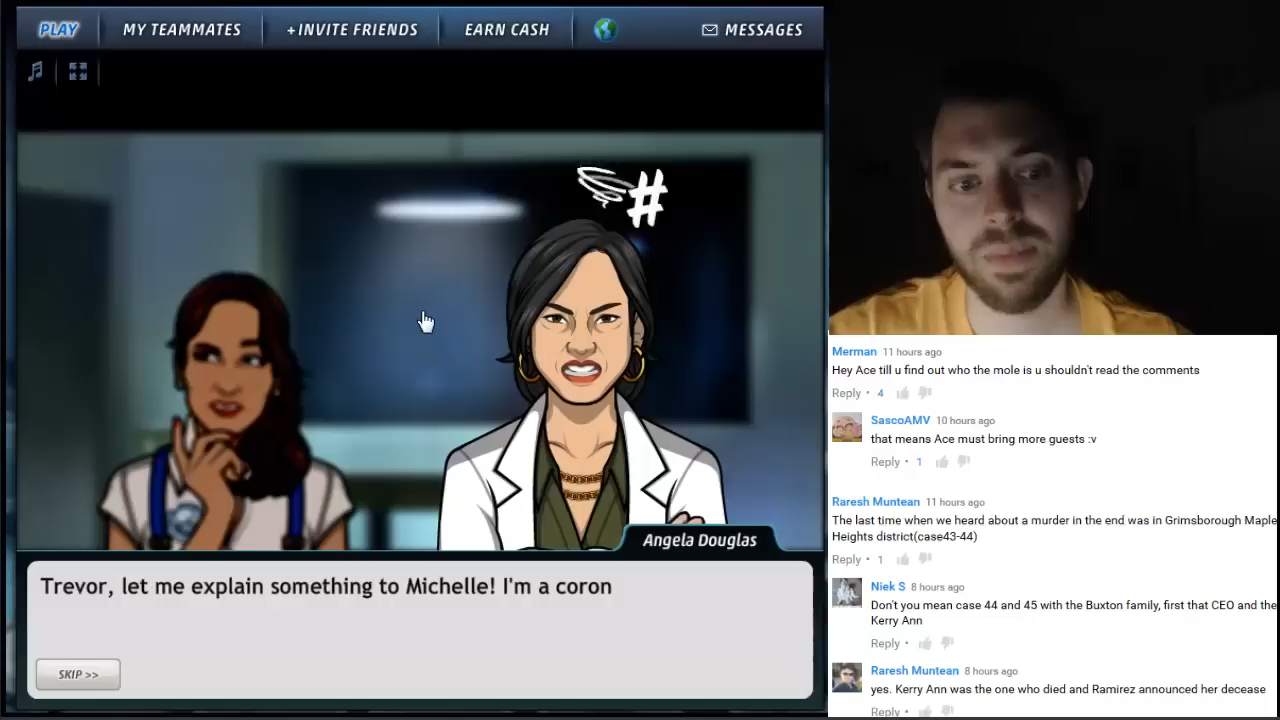 PLAY
MY TEAMMATES
+INVITE FRIENDS
EARN CASH
MESSAGES
#
Angela Douglas
Trevor, let me explain something to Michelle! I'm a coron
SKIP >>
Merman 11 hours ago
Hey Ace till u find out who the mole is u shouldn't read the comments
Reply • 4
SascoAMV 10 hours ago
that means Ace must bring more guests :v
Reply • 1
Raresh Muntean 11 hours ago
The last time when we heard about a murder in the end was in Grimsborough Maple
Heights district(case43-44)
Reply • 1
Niek S 8 hours ago
Don't you mean case 44 and 45 with the Buxton family, first that CEO and the
Kerry Ann
Reply •
Raresh Muntean 8 hours ago
yes. Kerry Ann was the one who died and Ramirez announced her decease
Reply •